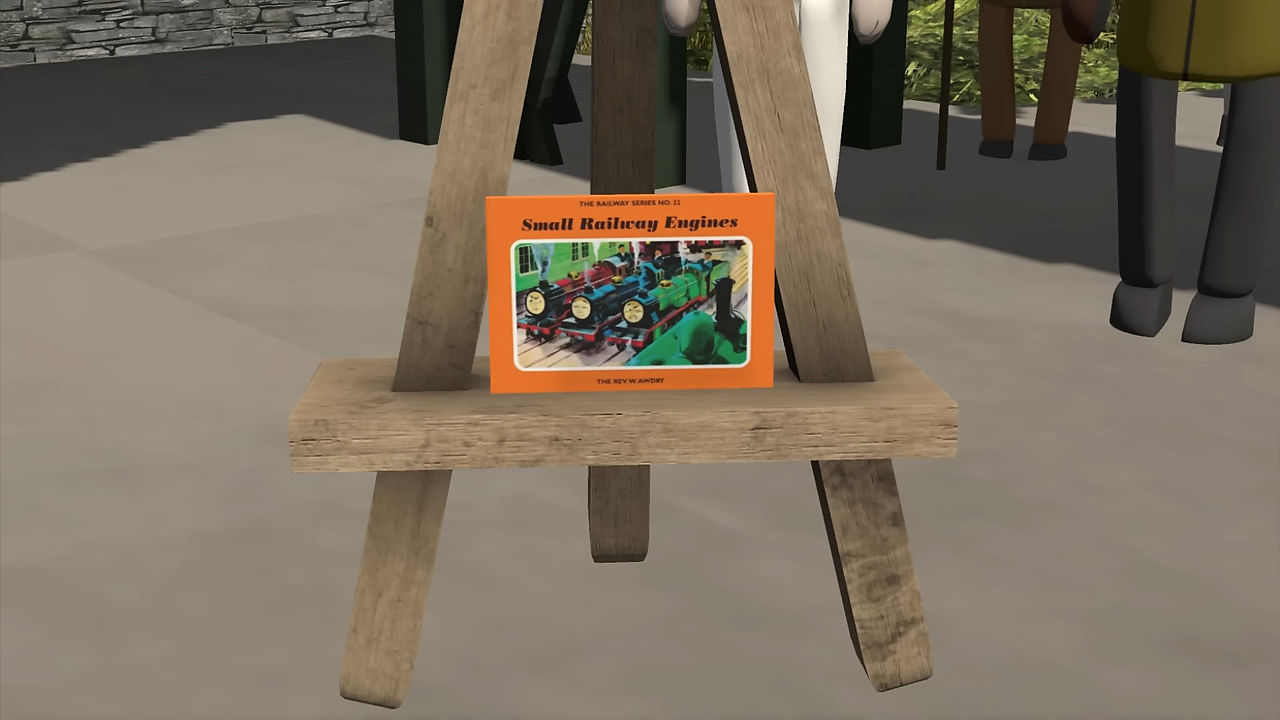 THE RAILWAY SERIES NO. 22
Small Railway Engines
THE REV. W. AWDRY